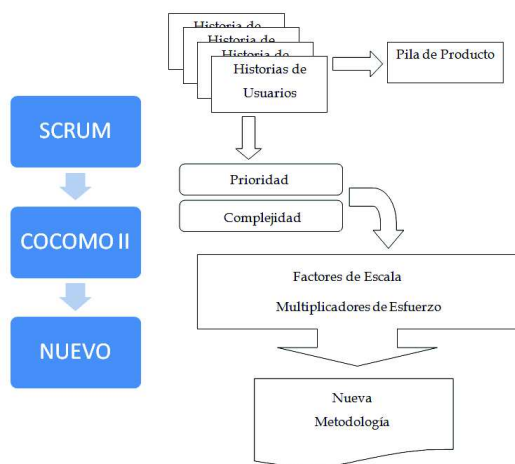 Historia de
Historia de
Historia de
Historias de
Usuarios
Pila de Producto
SCRUM
Prioridad
Complejidad
COCOMO II
Factores de Escala
Multiplicadores de Esfuerzo
NUEVO
Nueva
Metodología